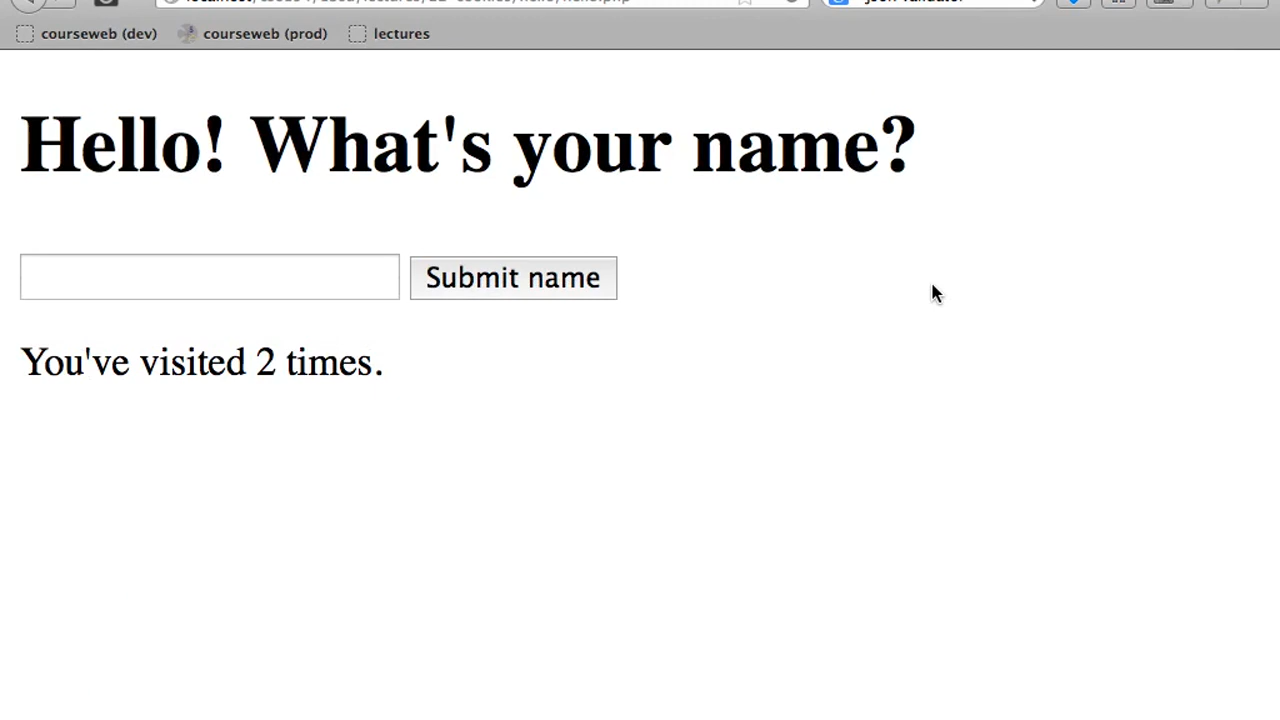 courseweb (dev) courseweb (prod) lectures
Hello! What's your name?
Submit name
You've visited 2 times.